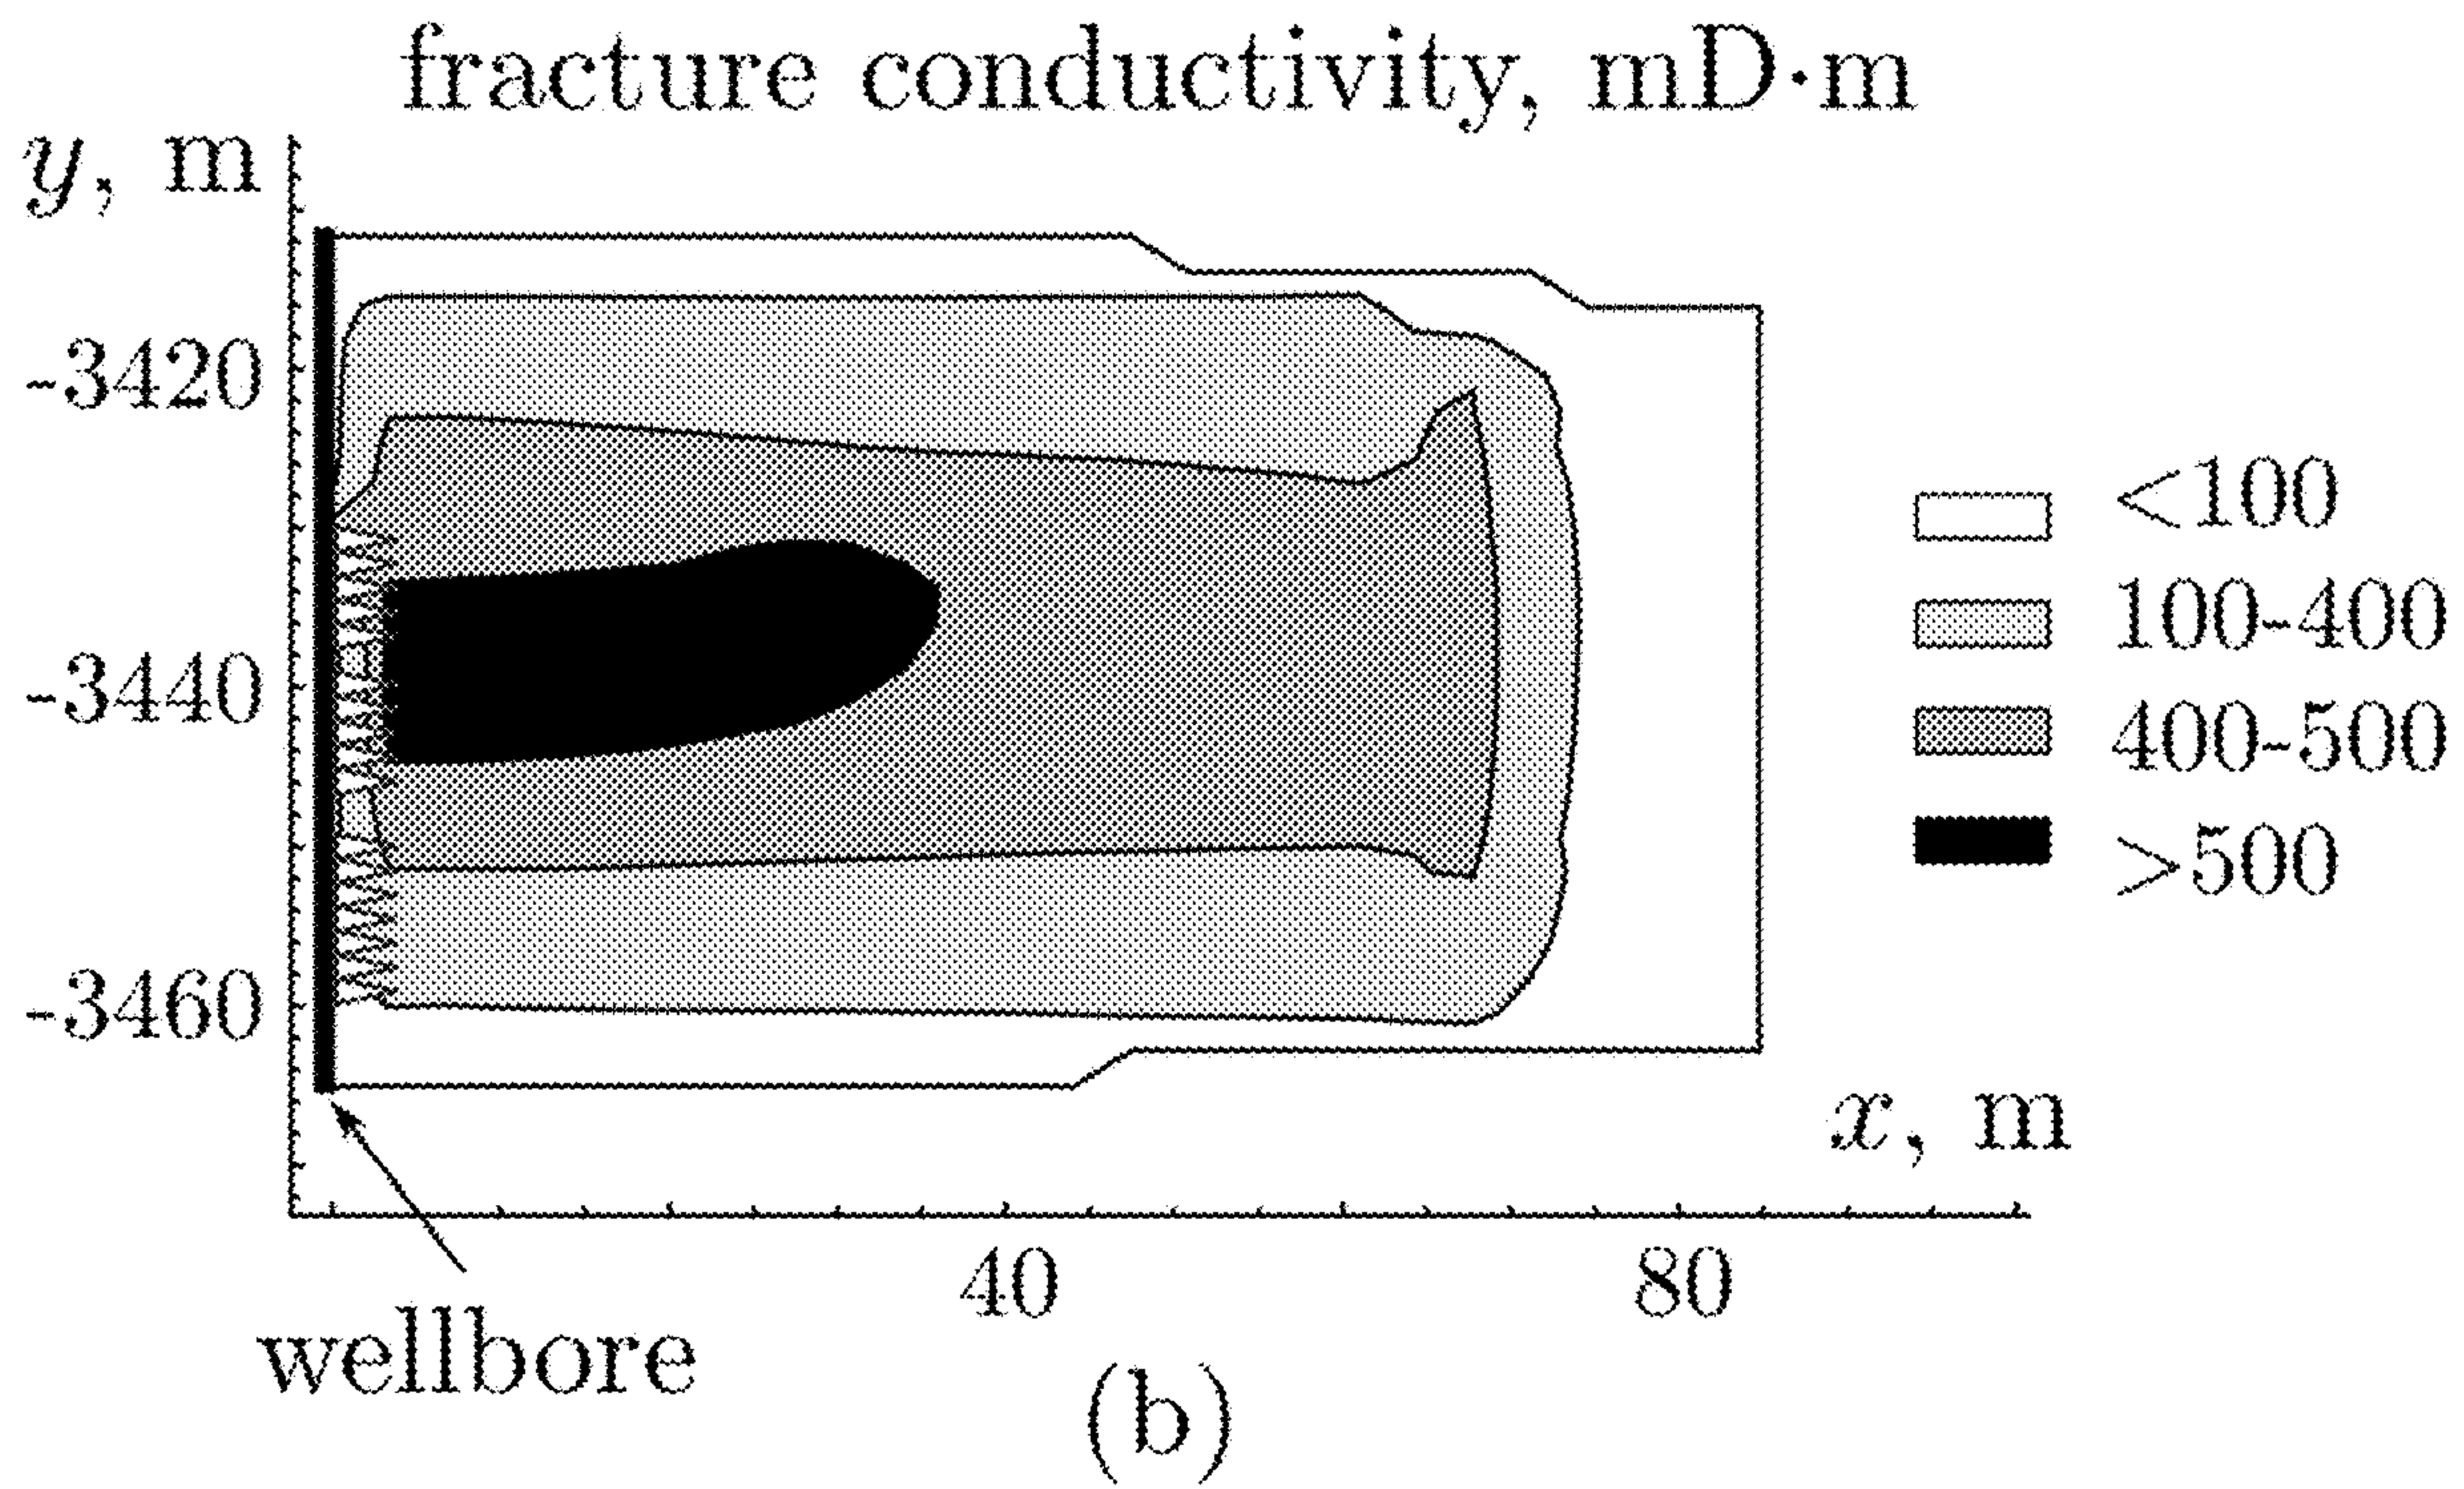 fracture conductivity, mD·m
y, m
-3420
-3440
-3460
<100
100-400
400-500
>500
x, m
40 80
wellbore
(b)